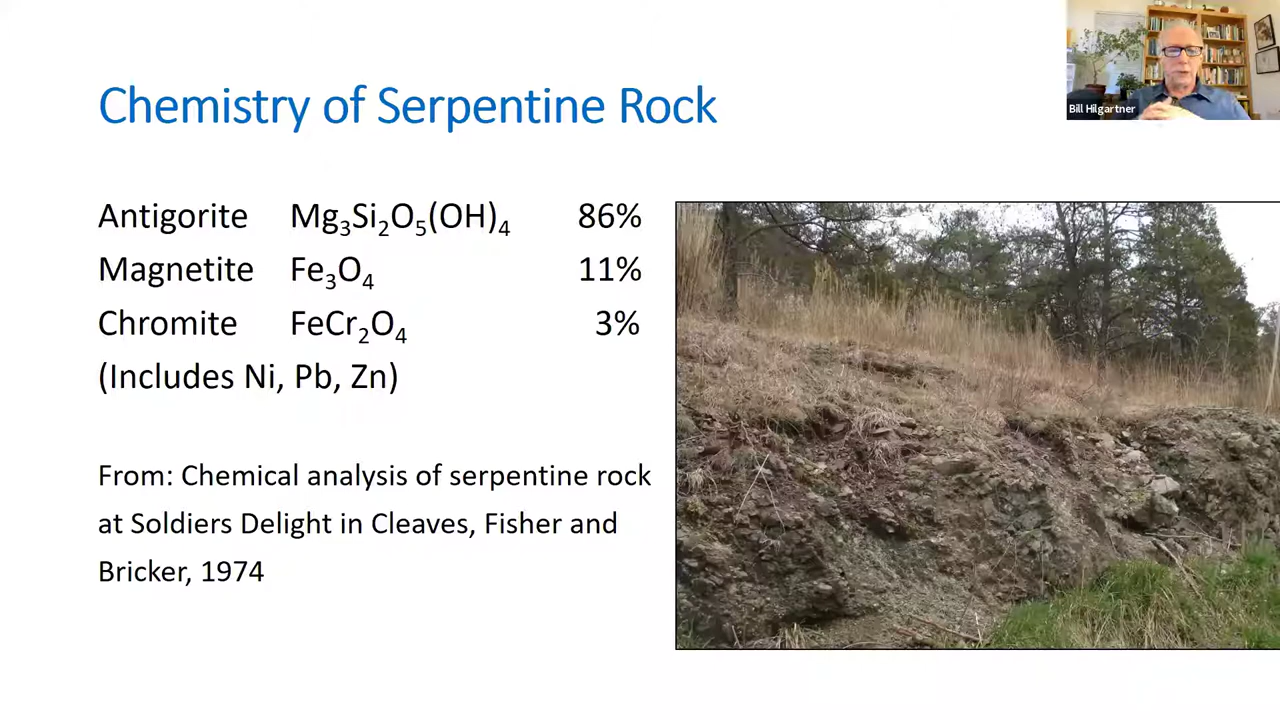 Chemistry of Serpentine Rock
Bill Hilgartner
Antigorite Mg₃Si₂O₅(OH)₄ 86%
Magnetite Fe₃O₄ 11%
Chromite FeCr₂O₄ 3%
(Includes Ni, Pb, Zn)
From: Chemical analysis of serpentine rock
at Soldiers Delight in Cleaves, Fisher and
Bricker, 1974